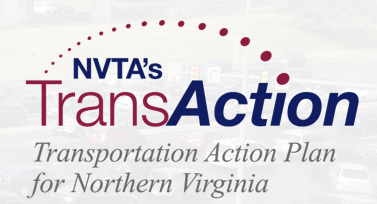 NVTA's
TransAction
Transportation Action Plan
for Northern Virginia